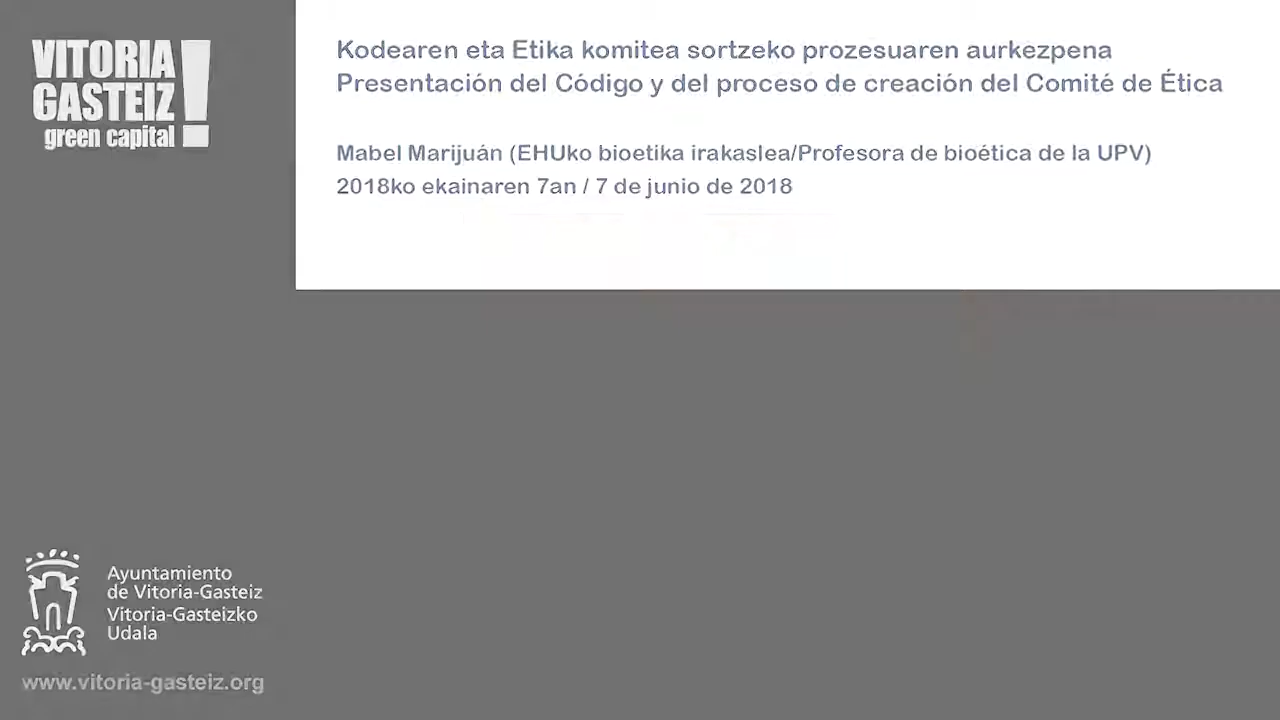 VITORIA
GASTEIZ!
green capital
Kodearen eta Etika komitea sortzeko prozesuaren aurkezpena
Presentación del Código y del proceso de creación del Comité de Ética
Mabel Marijuán (EHUko bioetika irakaslea/Profesora de bioética de la UPV)
2018ko ekainaren 7an / 7 de junio de 2018
Ayuntamiento
de Vitoria-Gasteiz
Vitoria-Gasteizko
Udala
www.vitoria-gasteiz.org